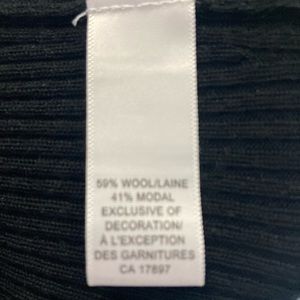 59% WOOL/LAINE
41% MODAL
EXCLUSIVE OF
DECORATION/
À L'EXCEPTION
DES GARNITURES
CA 17897